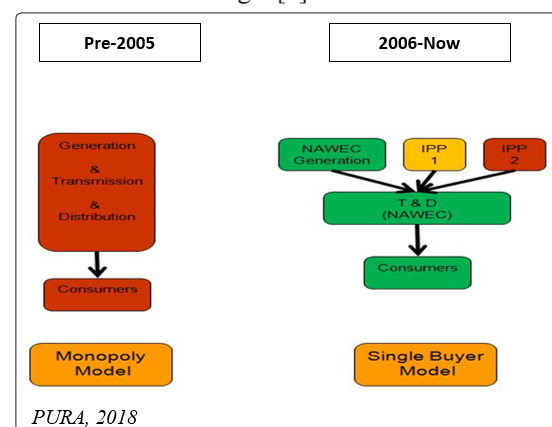 Pre-2005
2006-Now
Generation
&
Transmission
&
Distribution
Consumers
Monopoly
Model
NAWEC
Generation
IPP
1
IPP
2
T & D
(NAWEC)
Consumers
Single Buyer
Model
PURA, 2018